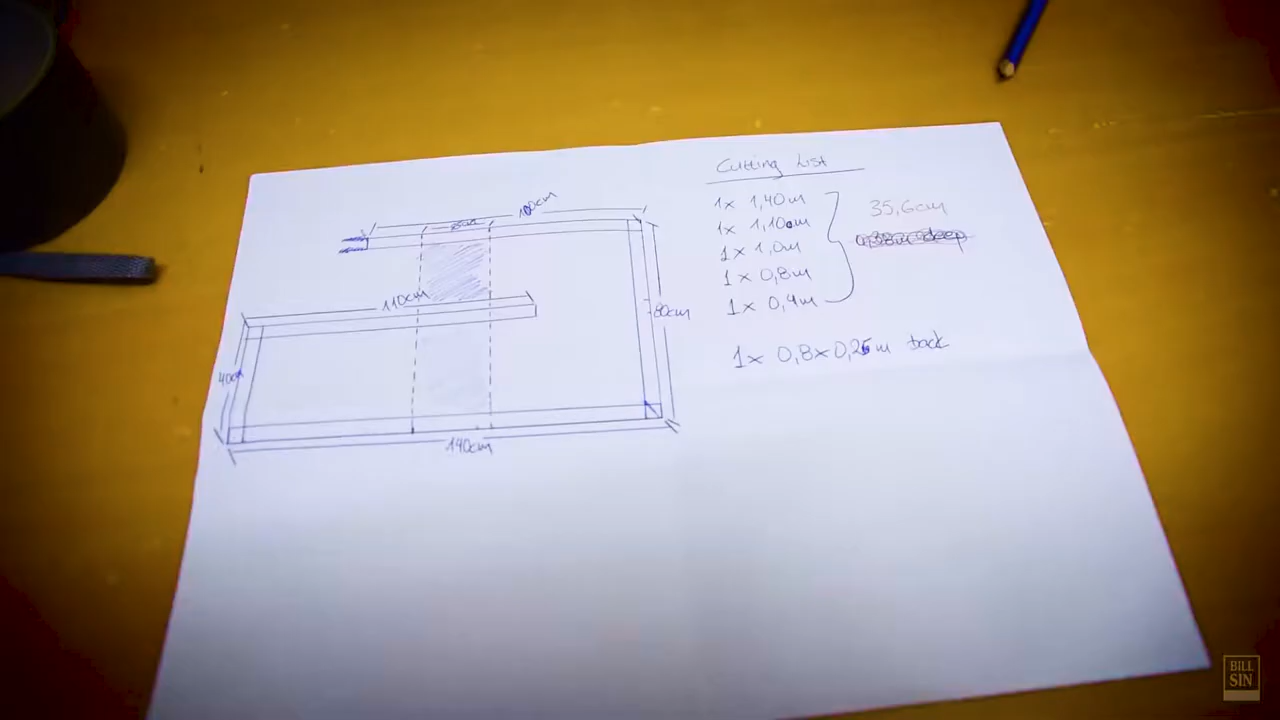 Cutting List
1x 1,40m
1x 1,10m
1x 1,0m
1x 0,8m
1x 0,4m
35,6cm
1x 0,8x0,25m back
100cm
110cm
80cm
40cm
140cm
BILL
SIN